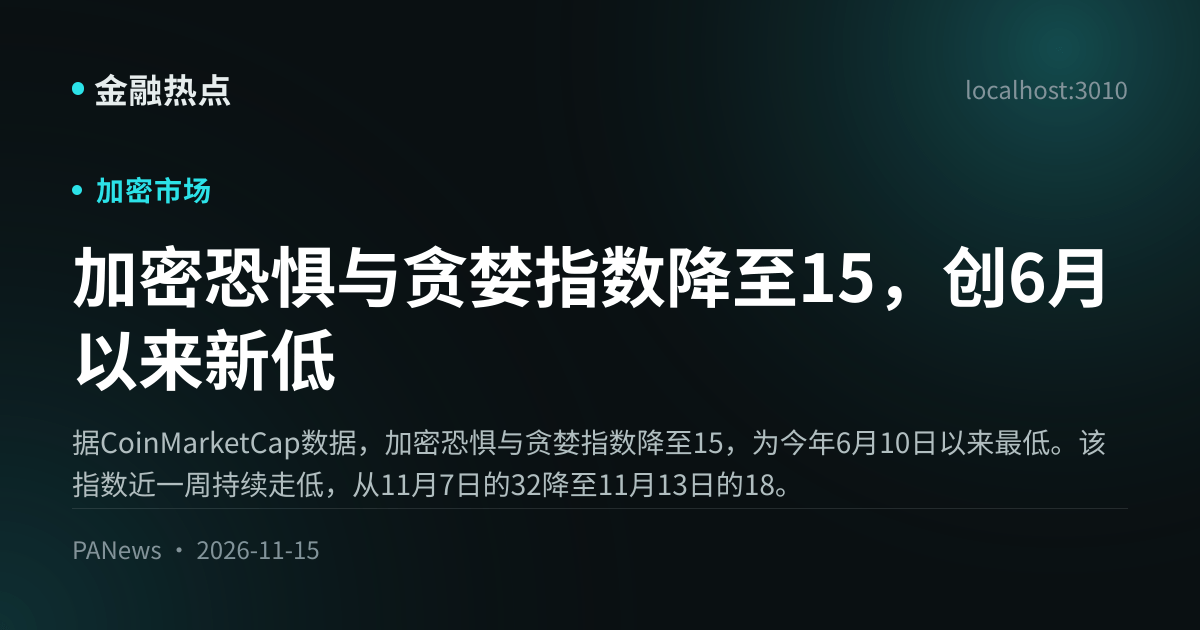 金融热点
localhost:3010
加密市场
加密恐惧与贪婪指数降至15，创6月
以来新低
据CoinMarketCap数据，加密恐惧与贪婪指数降至15，为今年6月10日以来最低。该
指数近一周持续走低，从11月7日的32降至11月13日的18。
PANews • 2026-11-15